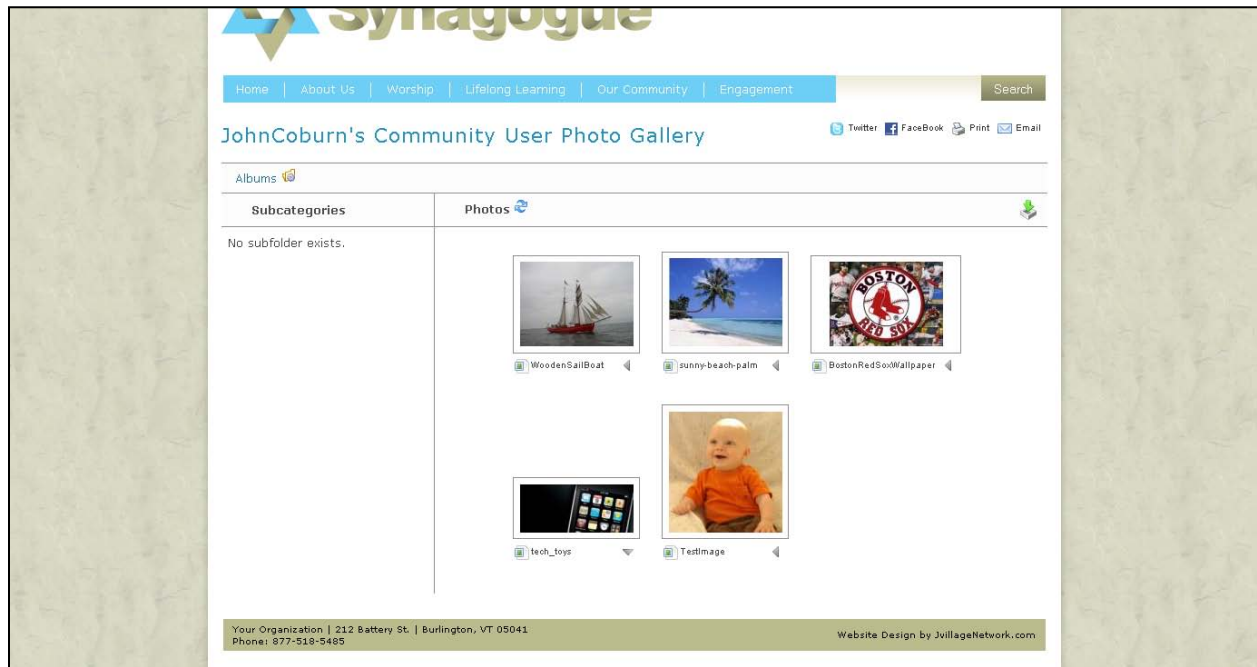 Synagogue
Home | About Us | Worship | Lifelong Learning | Our Community | Engagement
Search
JohnCoburn's Community User Photo Gallery
Twitter FaceBook Print Email
Albums
Subcategories
Photos
No subfolder exists.
BOSTON
RED SOX
WoodenSailBoat
sunny-beach-palm
BostonRedSoxWallpaper
tech_toys
TestImage
Your Organization | 212 Battery St. | Burlington, VT 05041
Phone: 877-518-5485
Website Design by JvillageNetwork.com